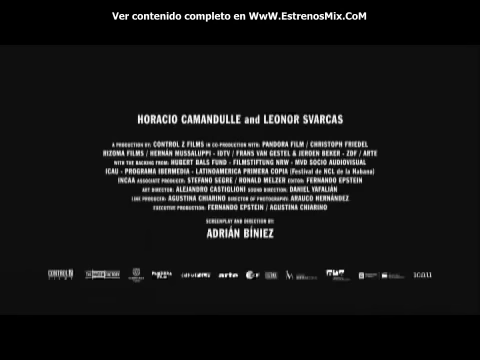 Ver contenido completo en WwW.EstrenosMix.CoM
HORACIO CAMANDULLE and LEONOR SVARCAS
A PRODUCTION BY: CONTROL Z FILMS IN CO-PRODUCTION WITH: PANDORA FILM / CHRISTOPH FRIEDEL
RIZOMA FILMS / HERNÁN MUSSALUPPI - IDTV / FRANS VAN GESTEL & JEROEN BEKER - ZDF / ARTE
WITH THE BACKING FROM: HUBERT BALS FUND - FILMSTIFTUNG NRW - MVD SOCIO AUDIOVISUAL
ICAU - PROGRAMA IBERMEDIA - LATINOAMERICA PRIMERA COPIA (Festival de NCL de la Habana)
INCAA ASSOCIATE PRODUCER: STEFANO SEGRE / RONALD MELZER EDITOR: FERNANDO EPSTEIN
ART DIRECTOR: ALEJANDRO CASTIGLIONI SOUND DIRECTOR: DANIEL YAFALIÁN
LINE PRODUCER: AGUSTINA CHIARINO DIRECTOR OF PHOTOGRAPHY: ARAUCO HERNÁNDEZ
EXECUTIVE PRODUCTION: FERNANDO EPSTEIN / AGUSTINA CHIARINO
SCREENPLAY AND DIRECTION BY:
ADRIÁN BÍNIEZ
CONTROL Z FILMS arte icau